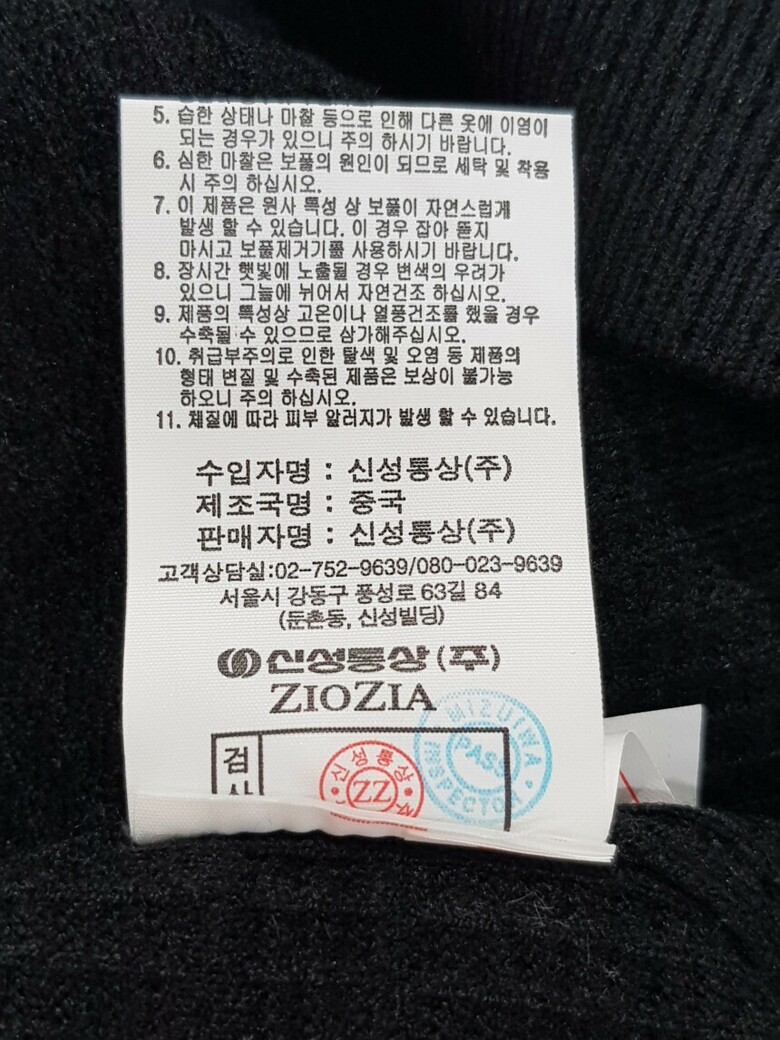 5. 습한 상태나 마찰 등으로 인해 다른 옷에 이염이
되는 경우가 있으니 주의 하시기 바랍니다.
6. 심한 마찰은 보풀의 원인이 되므로 세탁 및 착용
시 주의 하십시오.
7. 이 제품은 원사 특성 상 보풀이 자연스럽게
발생 할 수 있습니다. 이 경우 잡아 뜯지
마시고 보풀제거기를 사용하시기 바랍니다.
8. 장시간 햇빛에 노출될 경우 변색의 우려가
있으니 그늘에 뉘어서 자연건조 하십시오.
9. 제품의 특성상 고온이나 열풍건조를 했을 경우
수축될 수 있으므로 삼가해주십시오.
10. 취급부주의로 인한 탈색 및 오염 등 제품의
형태 변질 및 수축된 제품은 보상이 불가능
하오니 주의 하십시오.
11. 체질에 따라 피부 알러지가 발생 할 수 있습니다.
수입자명 : 신성통상(주)
제조국명 : 중국
판매자명 : 신성통상(주)
고객상담실:02-752-9639/080-023-9639
서울시 강동구 풍성로 63길 84
(둔촌동, 신성빌딩)
신성통상(주)
ZIOZIA
검
신성통상
ZZ
MIZUIWA
PASS
INSPECTOR